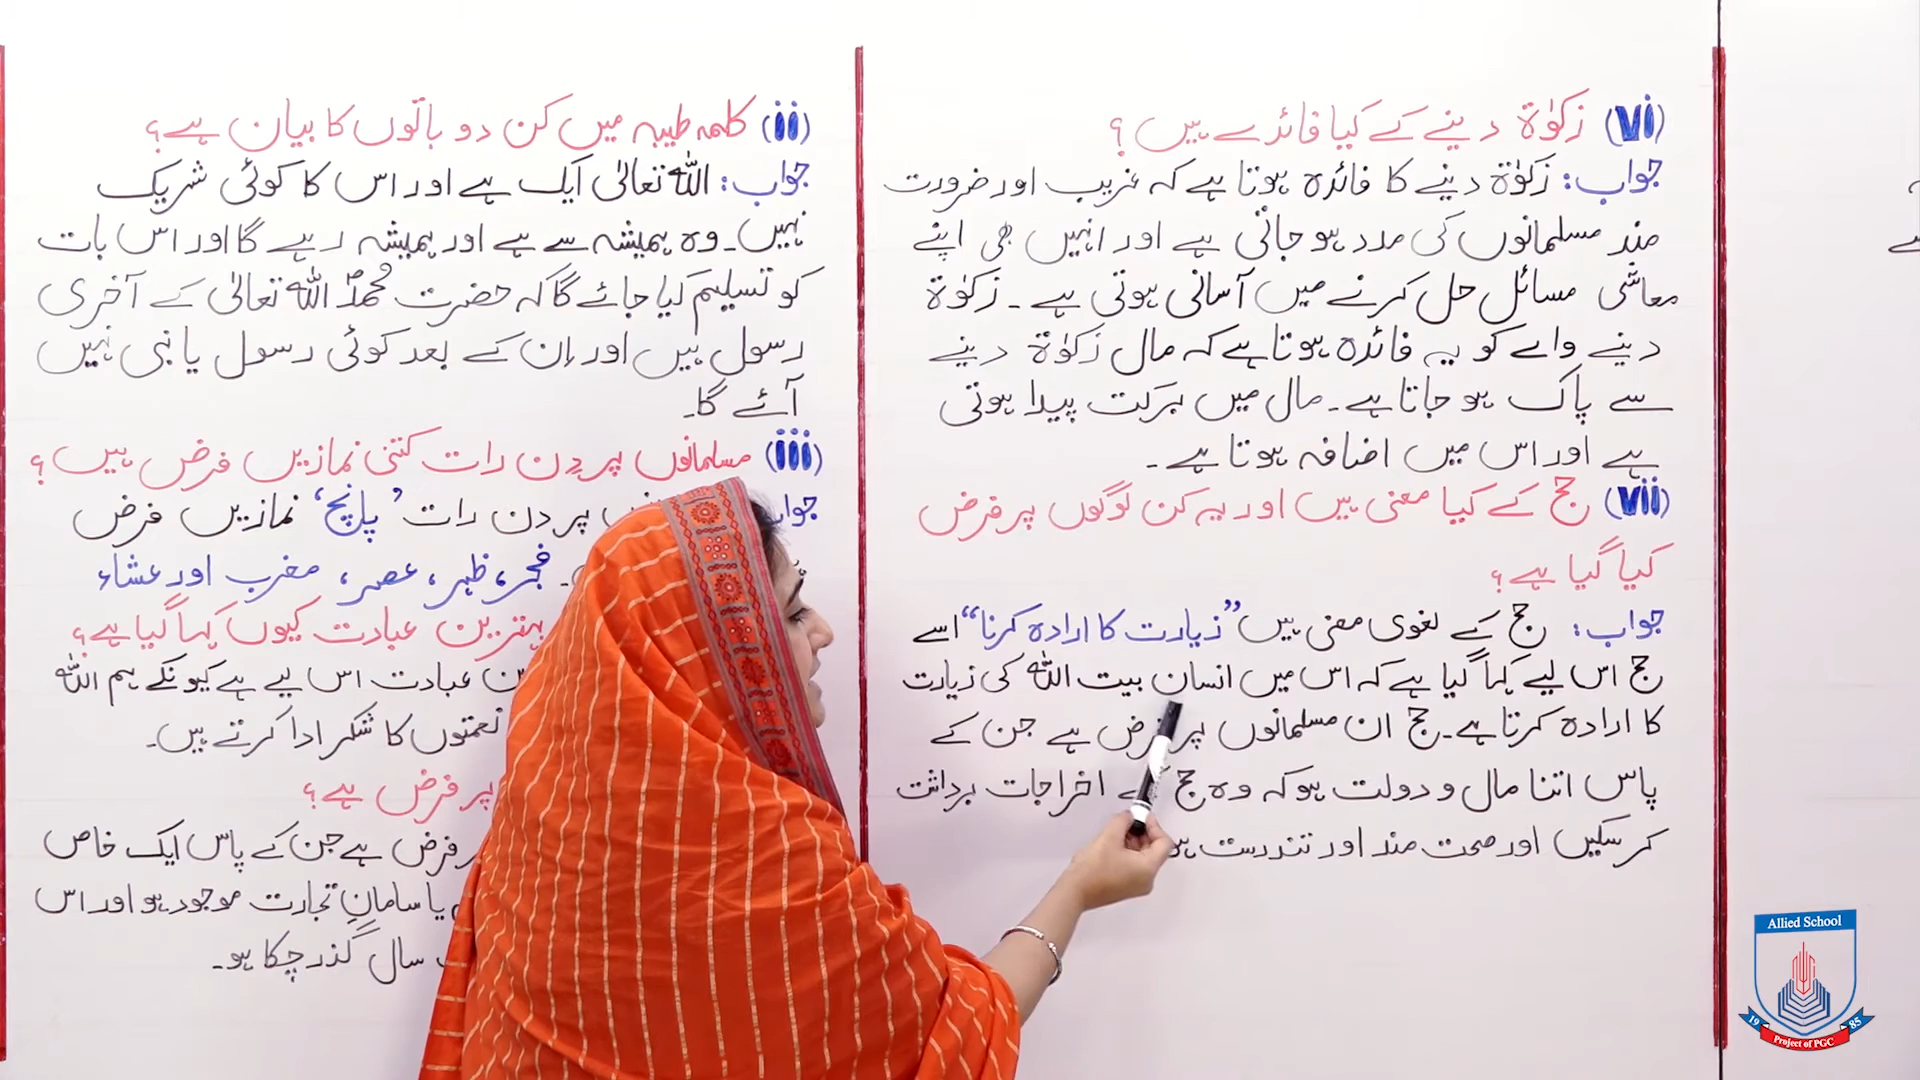 (vi) زکوٰۃ دینے کے کیا فائدے ہیں؟
جواب: زکوٰۃ دینے کا فائدہ ہوتا ہے کہ غریب اور ضرورت
مند مسلمانوں کی مدد ہو جاتی ہے اور انہیں بھی اپنے
معاشی مسائل حل کرنے میں آسانی ہوتی ہے۔ زکوٰۃ
دینے والے کو یہ فائدہ ہوتا ہے کہ مال زکوٰۃ دینے
سے پاک ہو جاتا ہے۔ مال میں برکت پیدا ہوتی
ہے اور اس میں اضافہ ہوتا ہے۔
(vii) حج کے کیا معنی ہیں اور یہ کن لوگوں پر فرض
کیا گیا ہے؟
جواب: حج کے لغوی معنی ہیں ”زیارت کا ارادہ کرنا“ اسے
حج اس لیے کہا گیا ہے کہ اس میں انسان بیت اللہ کی زیارت
کا ارادہ کرتا ہے۔ حج ان مسلمانوں پر فرض ہے جن کے
پاس اتنا مال و دولت ہو کہ وہ حج کے اخراجات برداشت
کر سکیں اور صحت مند اور تندرست
(ii) کلمہ طیبہ میں کن دو باتوں کا بیان ہے؟
جواب: اللہ تعالیٰ ایک ہے اور اس کا کوئی شریک
نہیں۔ وہ ہمیشہ سے ہے اور ہمیشہ رہے گا اور اس بات
کو تسلیم کیا جائے گا کہ حضرت محمدؐ اللہ تعالیٰ کے آخری
رسول ہیں اور اِن کے بعد کوئی رسول یا نبی نہیں
آئے گا۔
(iii) مسلمانوں پر دن رات کتنی نمازیں فرض ہیں؟
پر دن رات ’پانچ‘ نمازیں فرض
فجر، ظہر، عصر، مغرب اور عشاء
بہترین عبادت کیوں کہا گیا ہے؟
عبادت اس لیے ہے کیونکے ہم اللہ
نعمتوں کا شکر ادا کرتے ہیں۔
پر فرض ہے؟
فرض ہے جن کے پاس ایک خاص
یا سامانِ تجارت موجود ہو اور اس
سال گذر چکا ہو۔
Allied School
19 85
Project of PGC